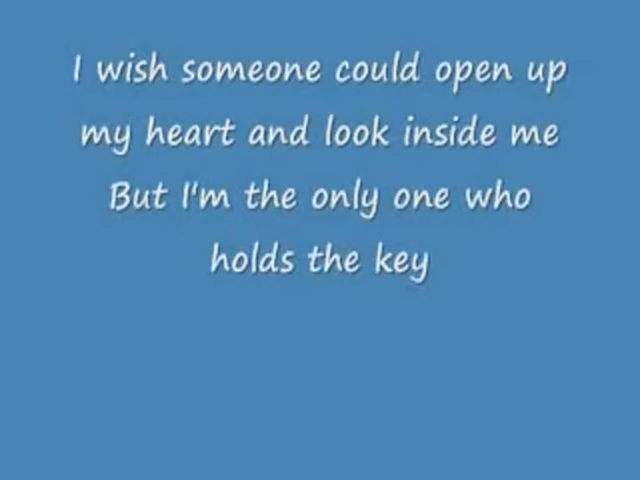 I wish someone could open up
my heart and look inside me
But I'm the only one who
holds the key